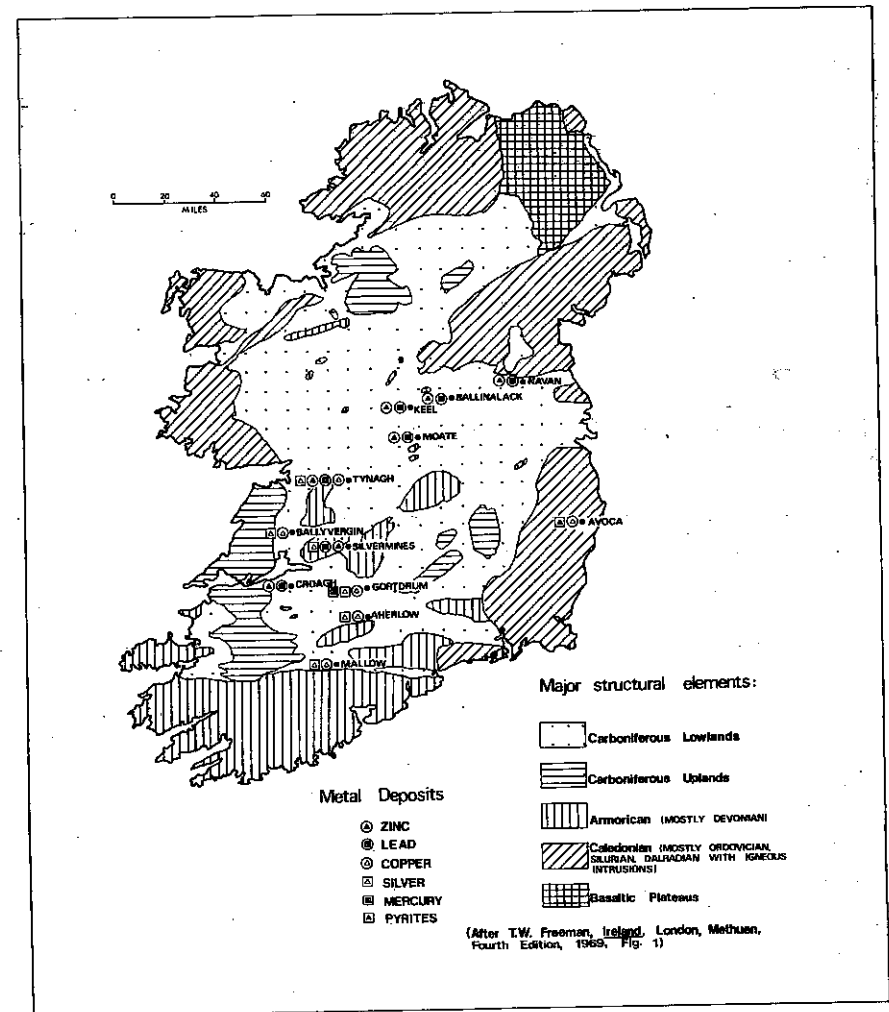 0 20 40 60
MILES
NAVAN
BALLINALACK
KEEL
MOATE
TYNAGH
AVOCA
BALLYVERGIN
SILVERMINES
CROAGH
GORTDRUM
AHERLOW
MALLOW
Major structural elements:
Carboniferous Lowlands
Carboniferous Uplands
Armorican (MOSTLY DEVONIAN)
Caledonian (MOSTLY ORDOVICIAN,
SILURIAN, DALRADIAN WITH IGNEOUS
INTRUSIONS)
Basaltic Plateaus
Metal Deposits
ZINC
LEAD
COPPER
SILVER
MERCURY
PYRITES
(After T.W. Freeman, Ireland, London, Methuen,
Fourth Edition, 1969, Fig. 1)